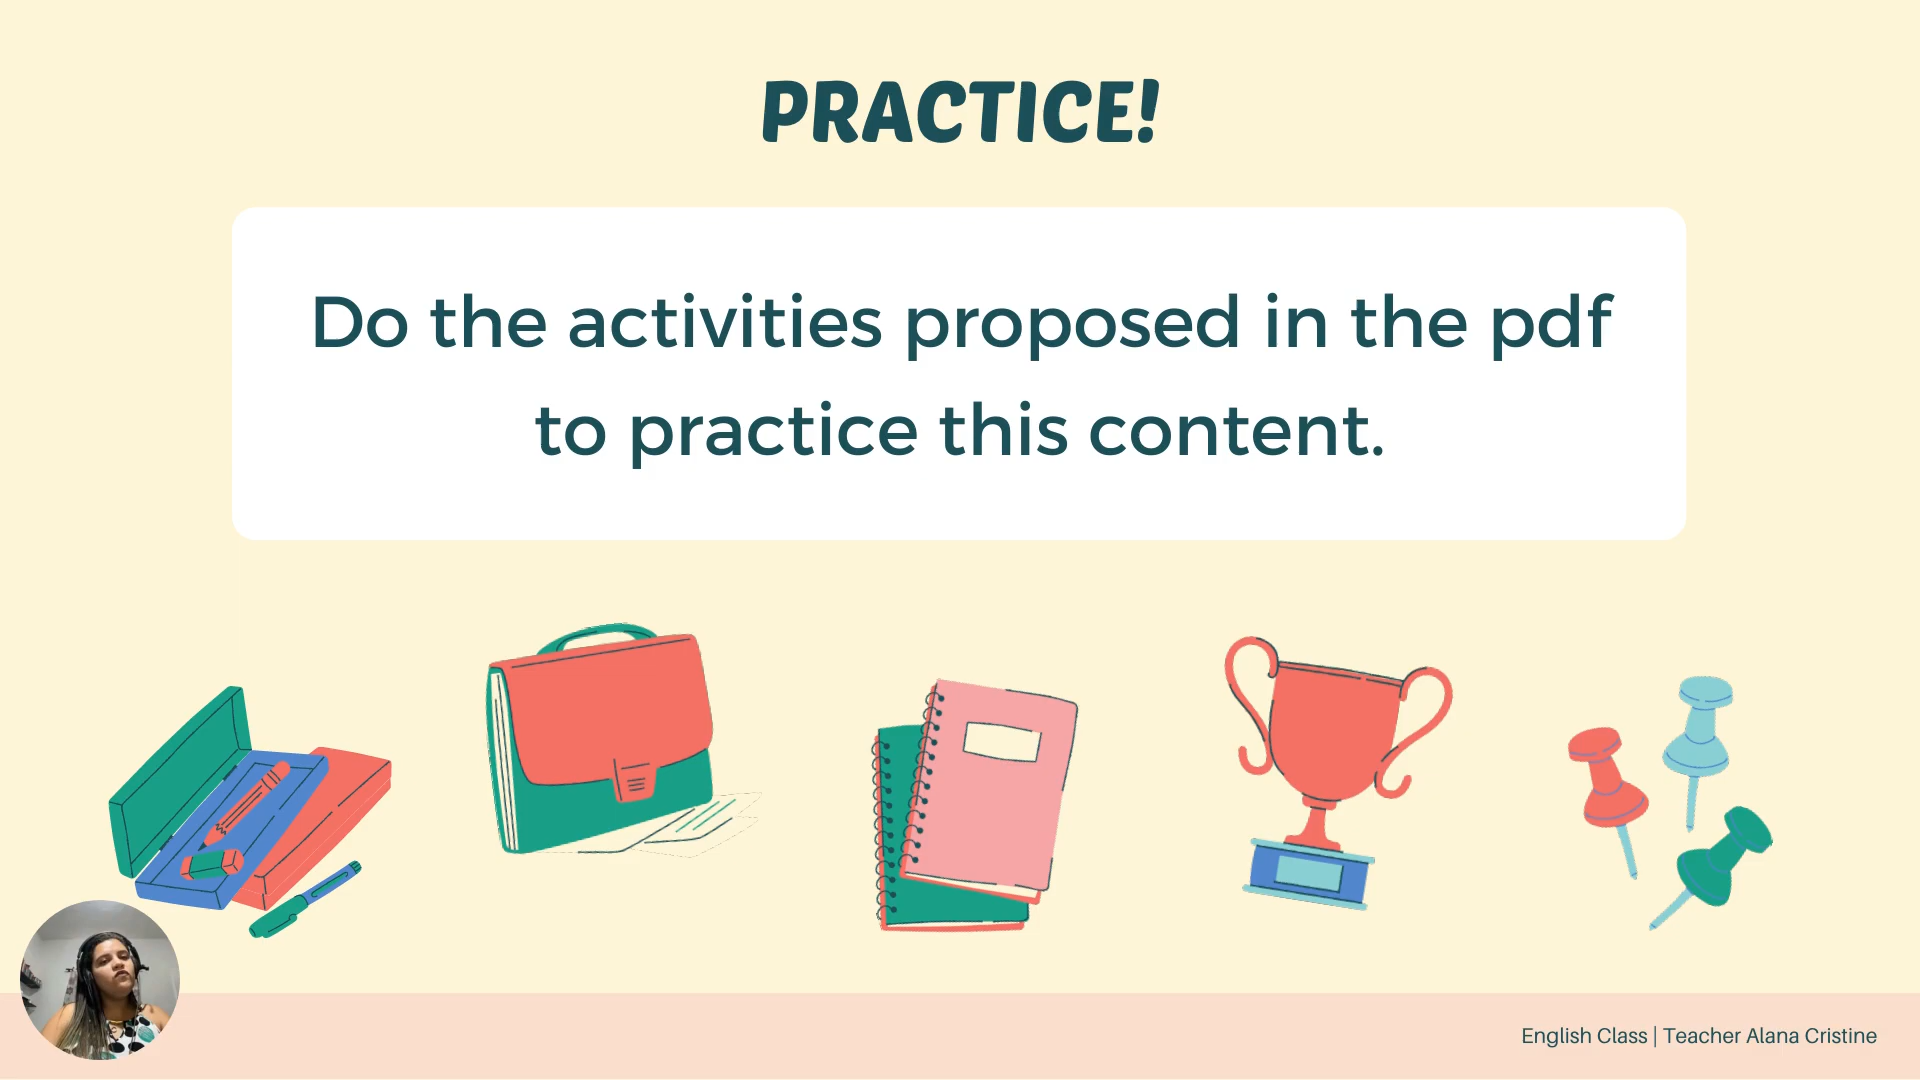 PRACTICE!
Do the activities proposed in the pdf
to practice this content.
English Class | Teacher Alana Cristine